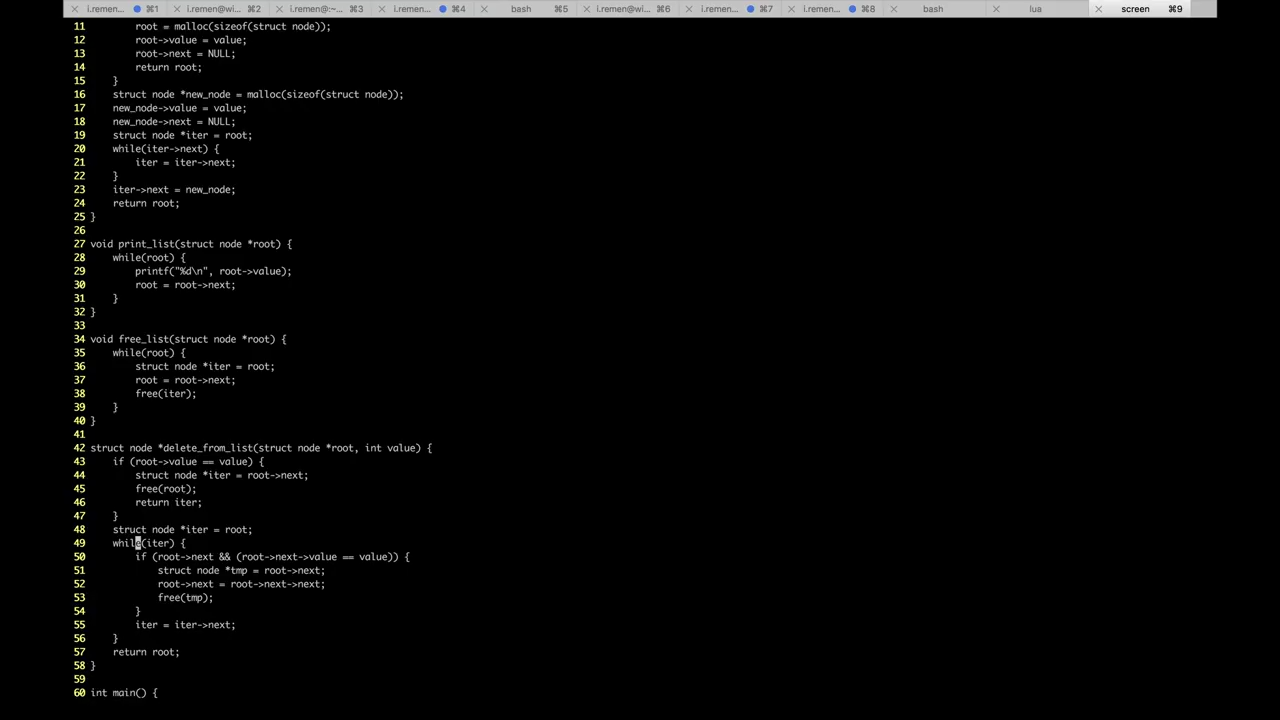 i.remen... ⌘1 i.remen@wi... ⌘2 i.remen@:~... ⌘3 i.remen... ⌘4 bash ⌘5 i.remen@wi... ⌘6 i.remen... ⌘7 i.remen... ⌘8 bash lua screen ⌘9
11 root = malloc(sizeof(struct node));
12 root->value = value;
13 root->next = NULL;
14 return root;
15 }
16 struct node *new_node = malloc(sizeof(struct node));
17 new_node->value = value;
18 new_node->next = NULL;
19 struct node *iter = root;
20 while(iter->next) {
21 iter = iter->next;
22 }
23 iter->next = new_node;
24 return root;
25 }
26
27 void print_list(struct node *root) {
28 while(root) {
29 printf("%d\n", root->value);
30 root = root->next;
31 }
32 }
33
34 void free_list(struct node *root) {
35 while(root) {
36 struct node *iter = root;
37 root = root->next;
38 free(iter);
39 }
40 }
41
42 struct node *delete_from_list(struct node *root, int value) {
43 if (root->value == value) {
44 struct node *iter = root->next;
45 free(root);
46 return iter;
47 }
48 struct node *iter = root;
49 while(iter) {
50 if (root->next && (root->next->value == value)) {
51 struct node *tmp = root->next;
52 root->next = root->next->next;
53 free(tmp);
54 }
55 iter = iter->next;
56 }
57 return root;
58 }
59
60 int main() {